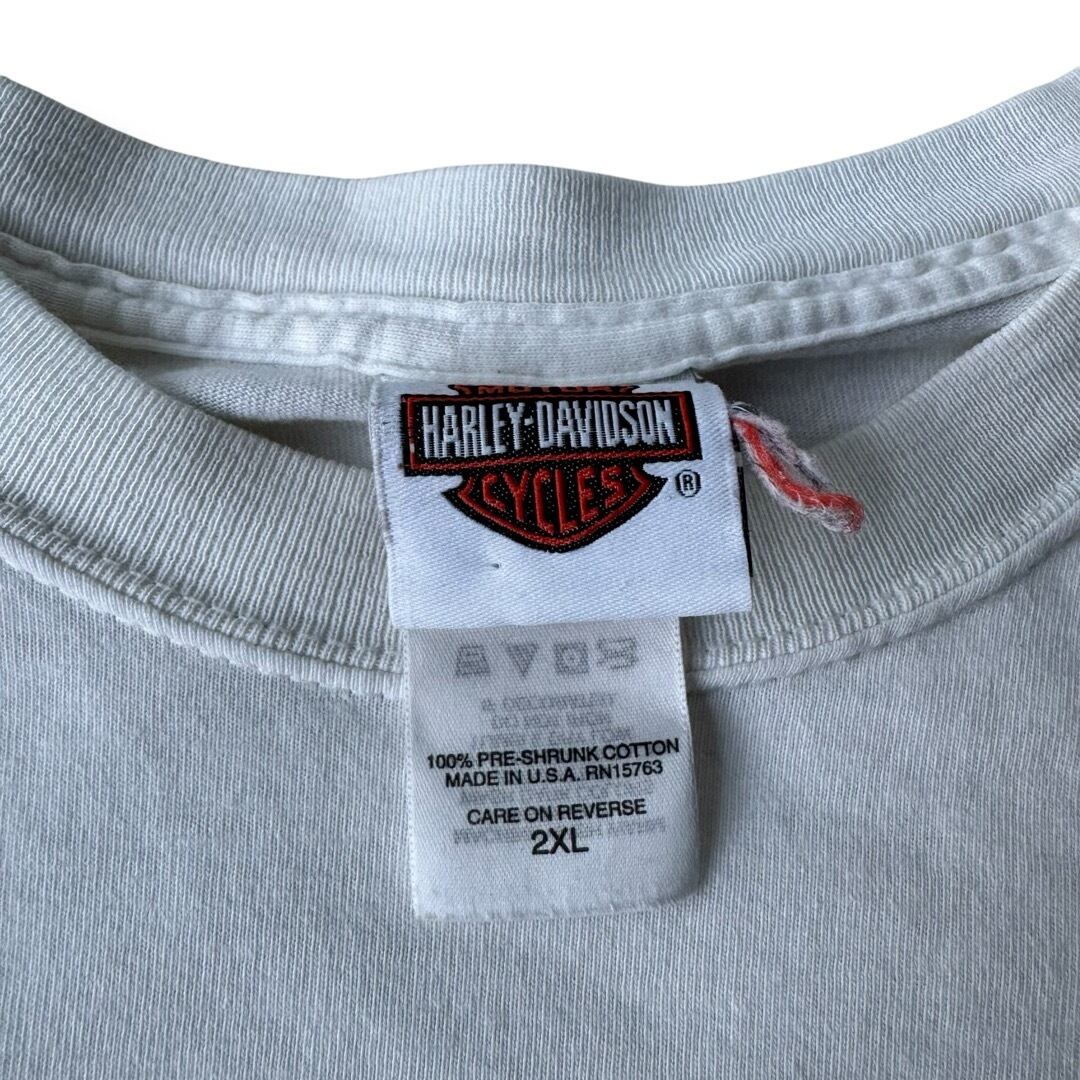 MOTOR
HARLEY-DAVIDSON
CYCLES
®
100% PRE-SHRUNK COTTON
MADE IN U.S.A. RN15763
CARE ON REVERSE
2XL